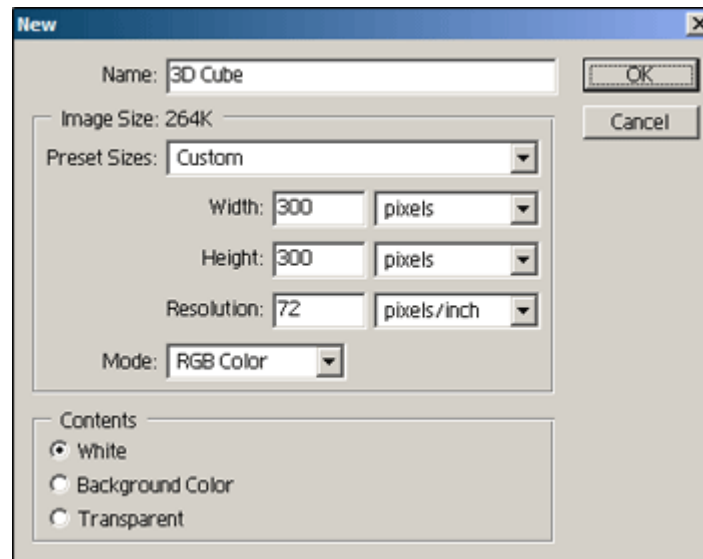 New
Name: 3D Cube
OK
Image Size: 264K
Cancel
Preset Sizes: Custom
Width: 300 pixels
Height: 300 pixels
Resolution: 72 pixels/inch
Mode: RGB Color
Contents
White
Background Color
Transparent